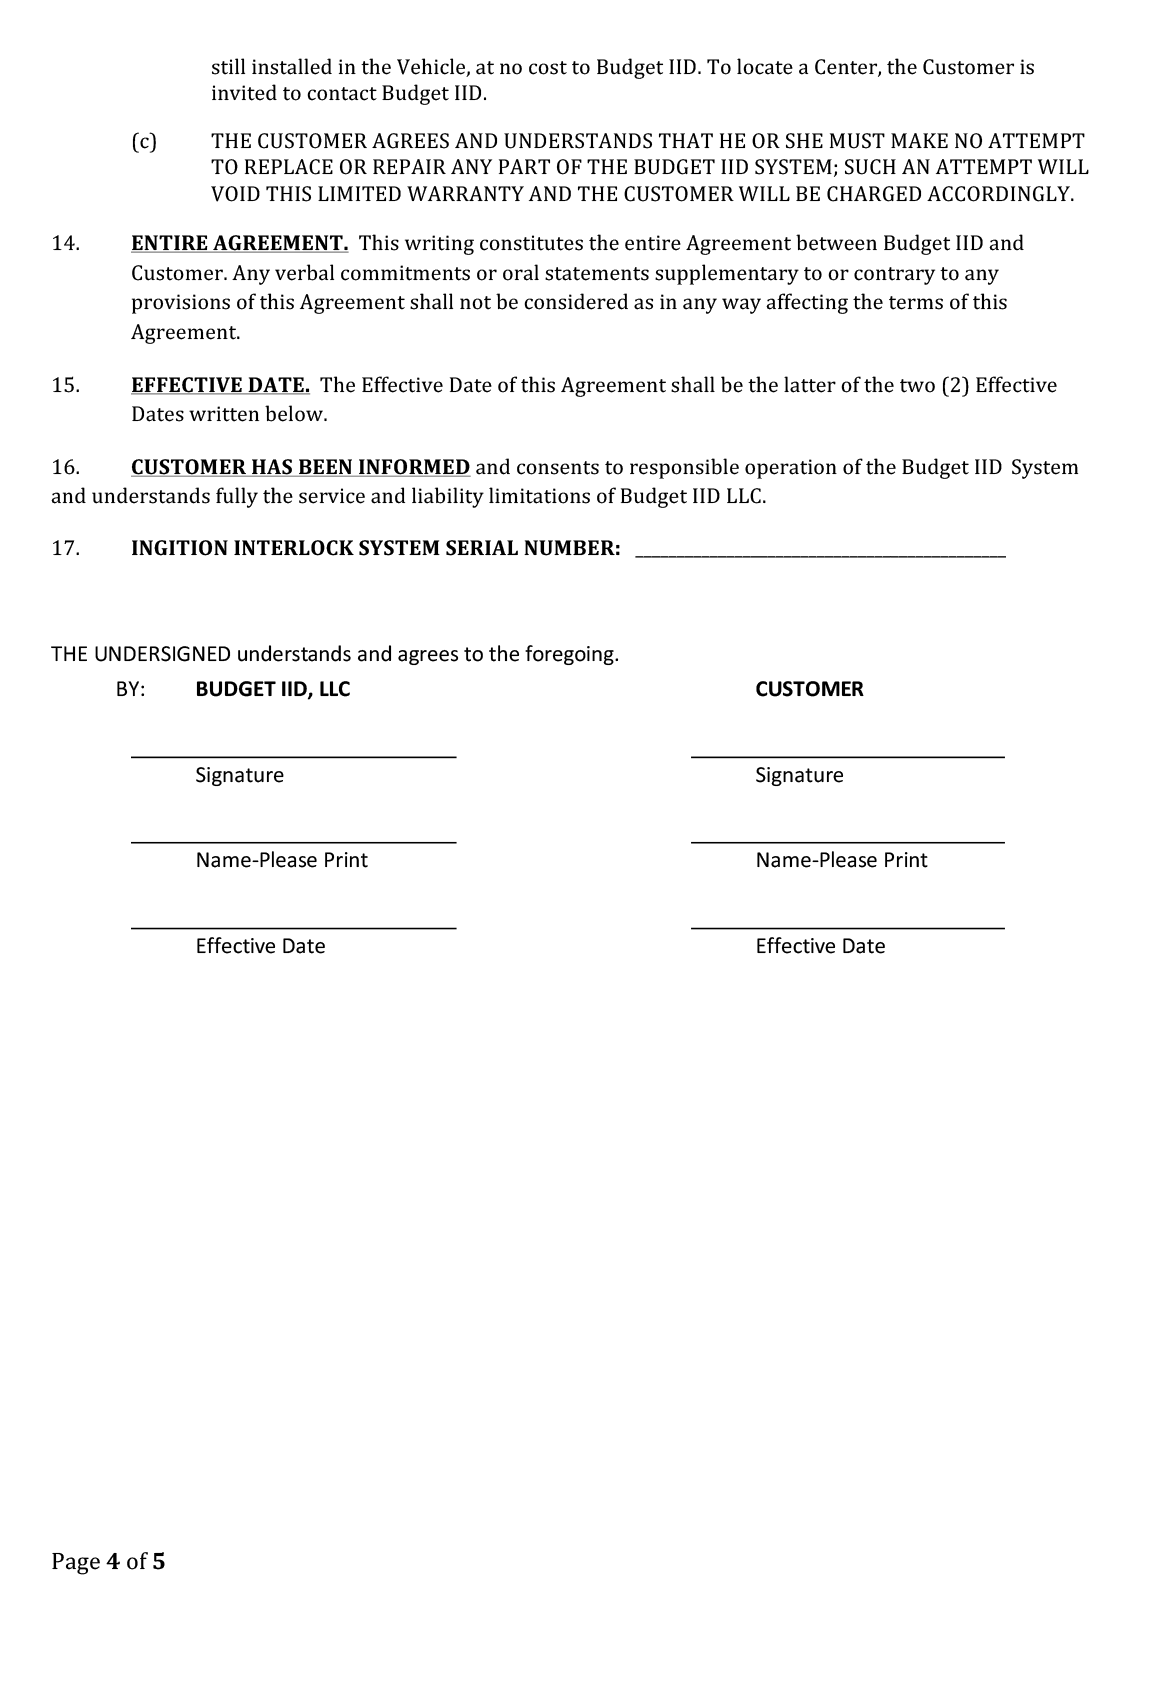 still installed in the Vehicle, at no cost to Budget IID. To locate a Center, the Customer is
invited to contact Budget IID.
(c) THE CUSTOMER AGREES AND UNDERSTANDS THAT HE OR SHE MUST MAKE NO ATTEMPT
TO REPLACE OR REPAIR ANY PART OF THE BUDGET IID SYSTEM; SUCH AN ATTEMPT WILL
VOID THIS LIMITED WARRANTY AND THE CUSTOMER WILL BE CHARGED ACCORDINGLY.
14. ENTIRE AGREEMENT. This writing constitutes the entire Agreement between Budget IID and
Customer. Any verbal commitments or oral statements supplementary to or contrary to any
provisions of this Agreement shall not be considered as in any way affecting the terms of this
Agreement.
15. EFFECTIVE DATE. The Effective Date of this Agreement shall be the latter of the two (2) Effective
Dates written below.
16. CUSTOMER HAS BEEN INFORMED and consents to responsible operation of the Budget IID System
and understands fully the service and liability limitations of Budget IID LLC.
17. INGITION INTERLOCK SYSTEM SERIAL NUMBER: ____________________________________
THE UNDERSIGNED understands and agrees to the foregoing.
BY: BUDGET IID, LLC CUSTOMER
Signature Signature
Name-Please Print Name-Please Print
Effective Date Effective Date
Page 4 of 5